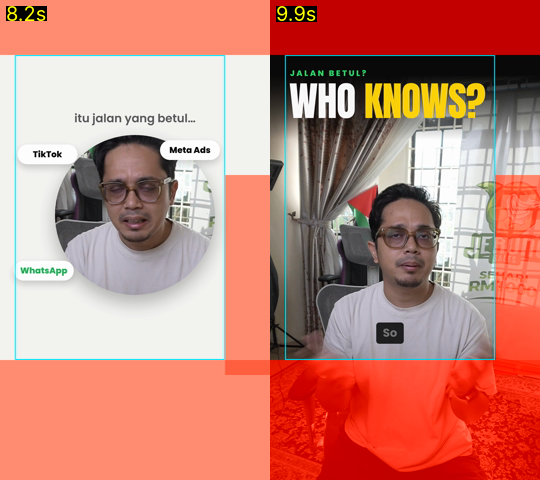 8.2s
itu jalan yang betul...
TikTok
Meta Ads
WhatsApp
9.9s
JALAN BETUL?
WHO KNOWS?
So